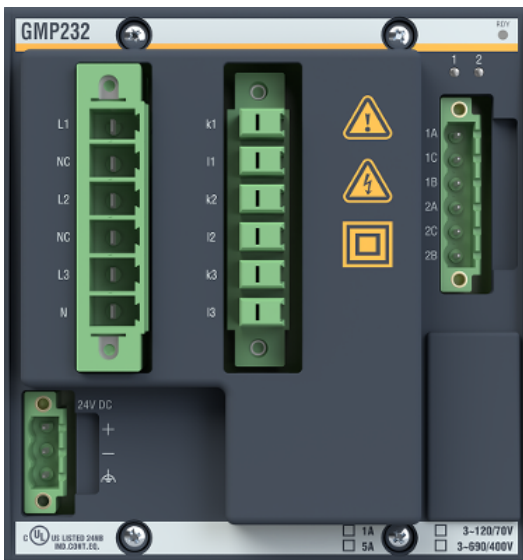 GMP232
RDY
1 2
L1
NC
L2
NC
L3
N
k1
l1
k2
l2
k3
l3
1A
1C
1B
2A
2C
2B
24V DC
+
−
C UL US LISTED 24NB
IND.CONT.EQ.
1A
5A
3~120/70V
3~690/400V